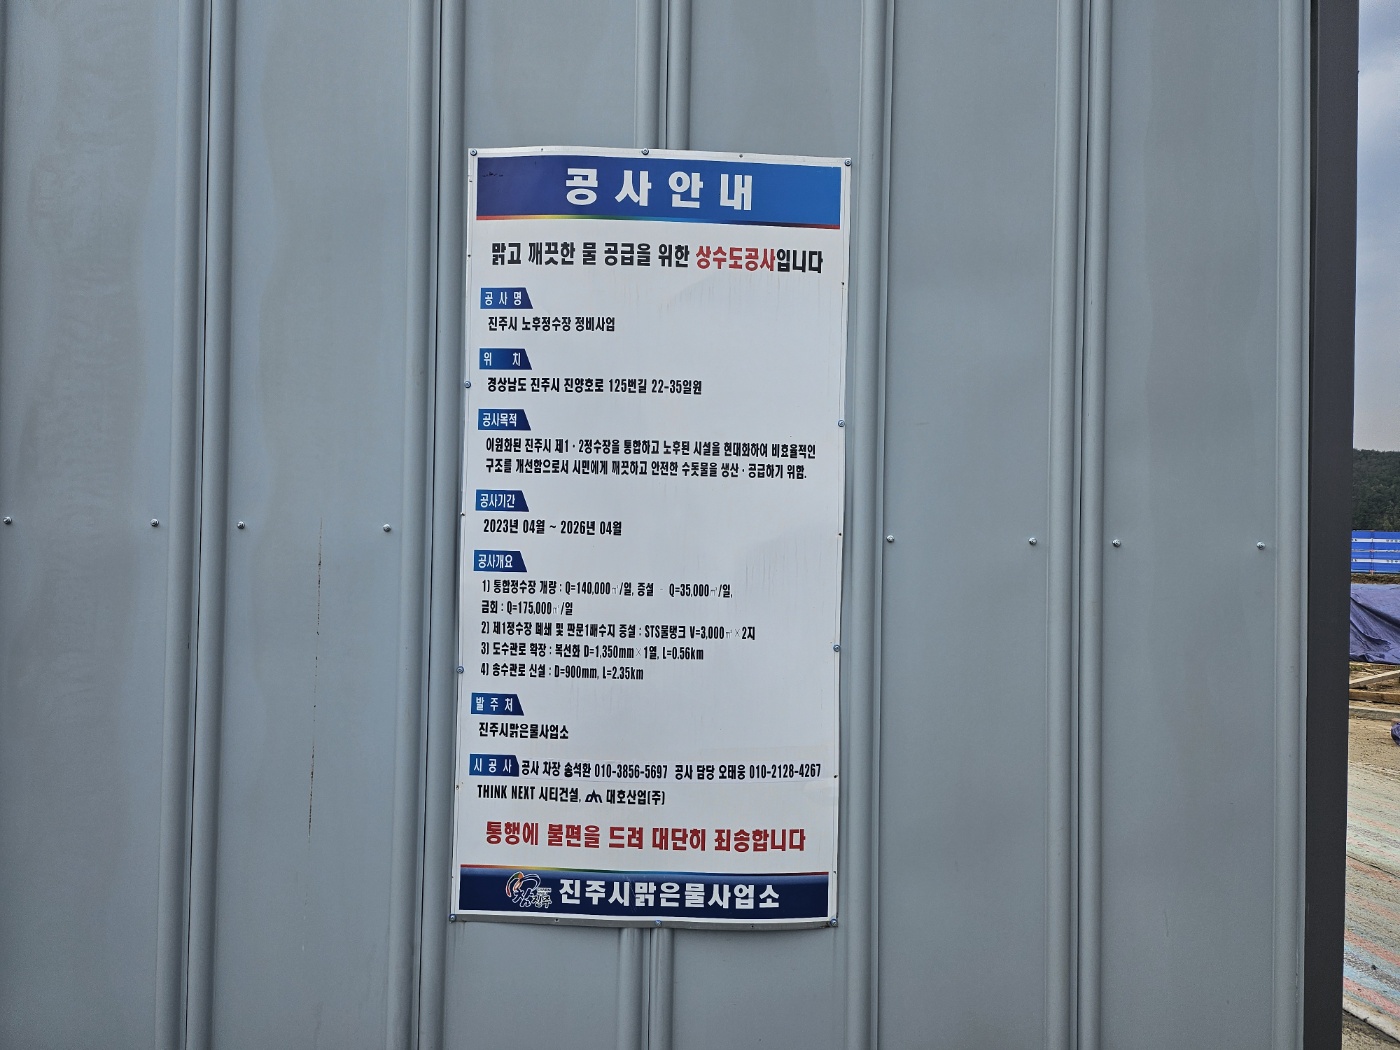 공사안내
맑고 깨끗한 물 공급을 위한 상수도공사입니다
공 사 명
진주시 노후정수장 정비사업
위 치
경상남도 진주시 진양호로 125번길 22-35일원
공사목적
이원화된 진주시 제1·2정수장을 통합하고 노후된 시설을 현대화하여 비효율적인
구조를 개선함으로서 시민에게 깨끗하고 안전한 수돗물을 생산·공급하기 위함.
공사기간
2023년 04월 ~ 2026년 04월
공사개요
1) 통합정수장 개량 : Q=140,000㎥/일, 증설 Q=35,000㎥/일,
금회 : Q=175,000㎥/일
2) 제1정수장 폐쇄 및 판문1배수지 증설 : STS물탱크 V=3,000㎥×2지
3) 도수관로 확장 : 복선화 D=1,350mm×1열, L=0.56km
4) 송수관로 신설 : D=900mm, L=2.35km
발 주 처
진주시맑은물사업소
시 공 사 공사 차장 송석환 010-3856-5697 공사 담당 오태웅 010-2128-4267
THINK NEXT 시티건설, 대호산업(주)
통행에 불편을 드려 대단히 죄송합니다
진주시맑은물사업소